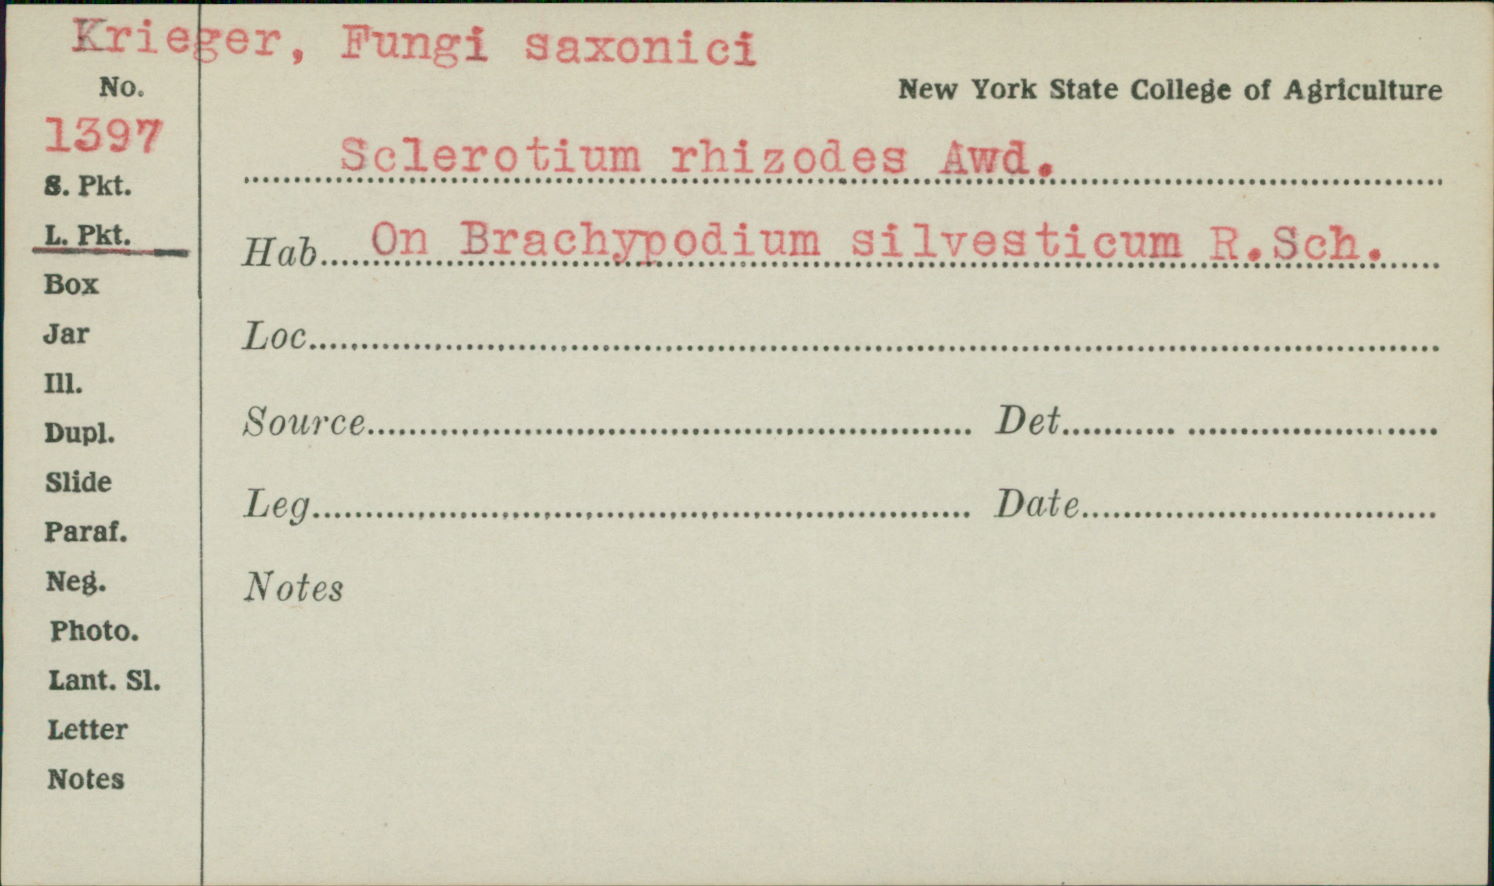 Krieger, Fungi saxonici
No.
New York State College of Agriculture
1397
Sclerotium rhizodes Awd.
S. Pkt.
L. Pkt.
Hab. On Brachypodium silvesticum R.Sch.
Box
Jar
Loc.
Ill.
Dupl.
Source Det.
Slide
Leg. Date
Paraf.
Neg.
Notes
Photo.
Lant. Sl.
Letter
Notes